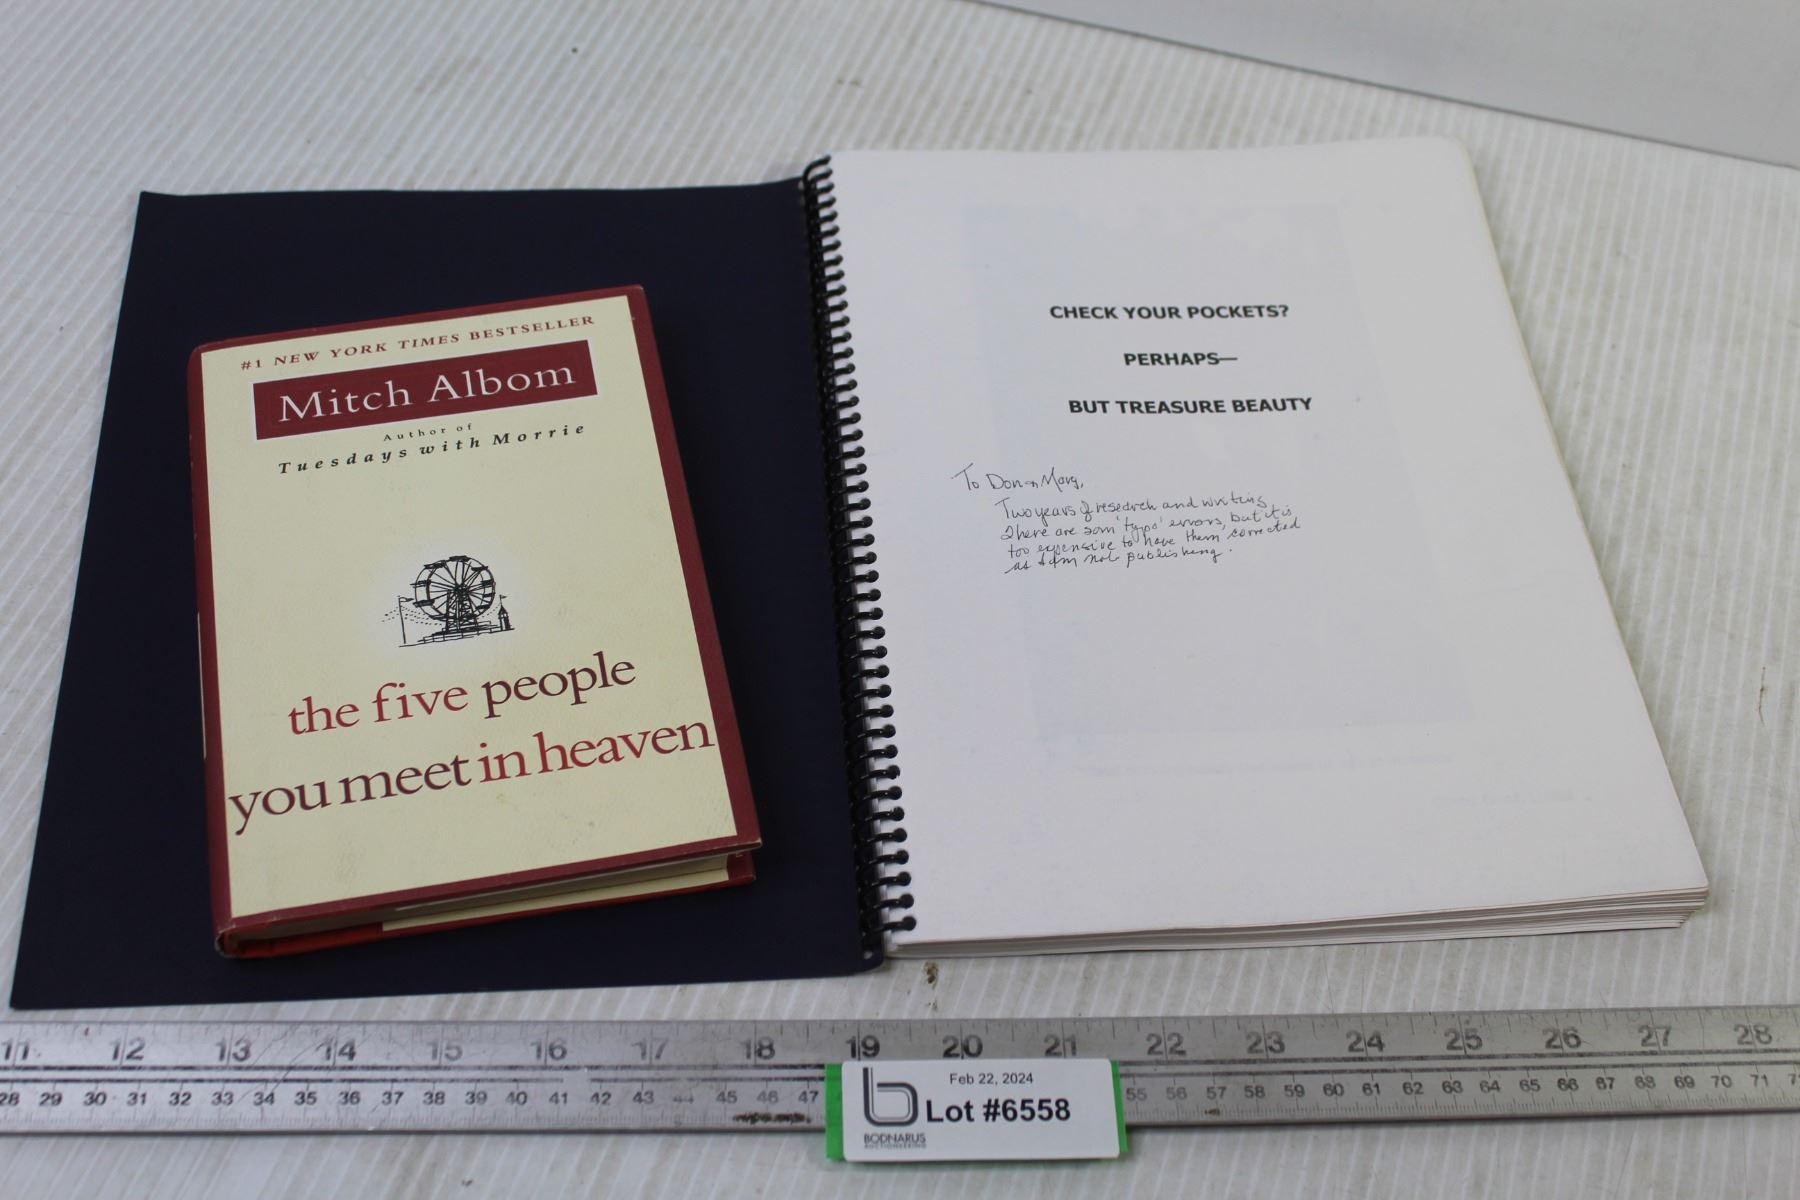 #1 NEW YORK TIMES BESTSELLER
Mitch Albom
Author of
Tuesdays with Morrie
the five people
you meet in heaven
CHECK YOUR POCKETS?
PERHAPS—
BUT TREASURE BEAUTY
To Don & Marg,
Two years of research and writing
There are som 'typo' errors, but it is
too expensive to have them corrected
as I am not publishing.
11 12 13 14 15 16 17 18 19 20 21 22 23 24 25 26 27 28
28 29 30 31 32 33 34 35 36 37 38 39 40 41 42 43 44 45 46 47 55 56 57 58 59 60 61 62 63 64 65 66 67 68 69 70 71
Feb 22, 2024
Lot #6558
BODNARUS
AUCTIONEERING